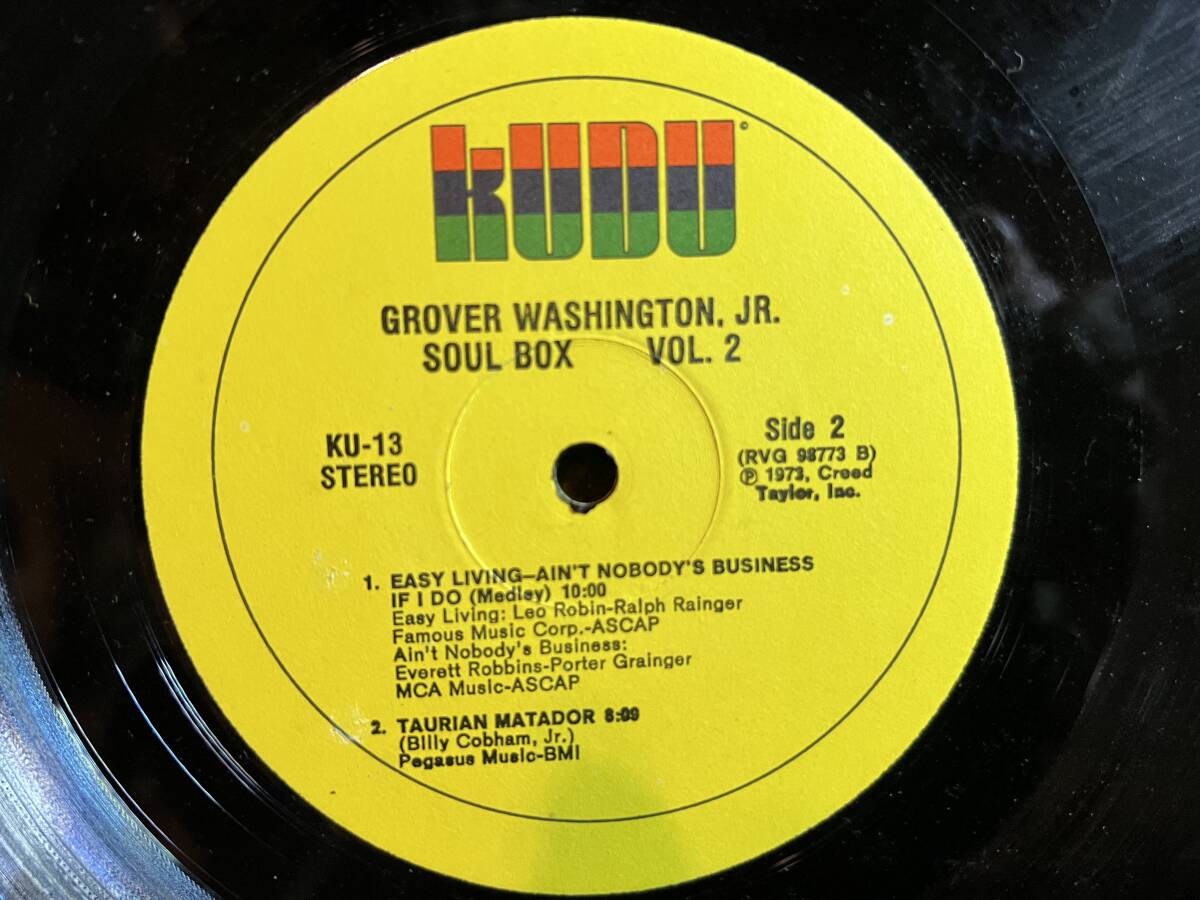 kUDU©
GROVER WASHINGTON, JR.
SOUL BOX VOL. 2
KU-13
STEREO
Side 2
(RVG 98773 B)
℗ 1973, Creed
Taylor, Inc.
1. EASY LIVING–AIN'T NOBODY'S BUSINESS
IF I DO (Medley) 10:00
Easy Living: Leo Robin-Ralph Rainger
Famous Music Corp.-ASCAP
Ain't Nobody's Business:
Everett Robbins-Porter Grainger
MCA Music-ASCAP
2. TAURIAN MATADOR 8:09
(Billy Cobham, Jr.)
Pegasus Music-BMI